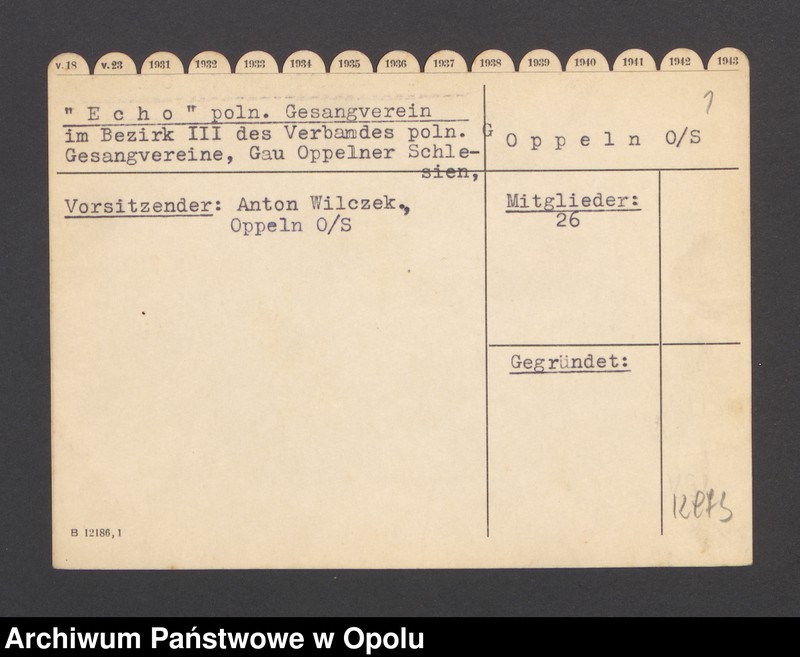 v.18 v.23 1931 1932 1933 1934 1935 1936 1937 1938 1939 1940 1941 1942 1943
" E c h o " poln. Gesangverein
im Bezirk III des Verbandes poln. G
Gesangvereine, Gau Oppelner Schle-
sien,
O p p e l n O/S
Vorsitzender: Anton Wilczek.,
Oppeln O/S
Mitglieder:
26
Gegründet:
B 12186,1
Archiwum Państwowe w Opolu